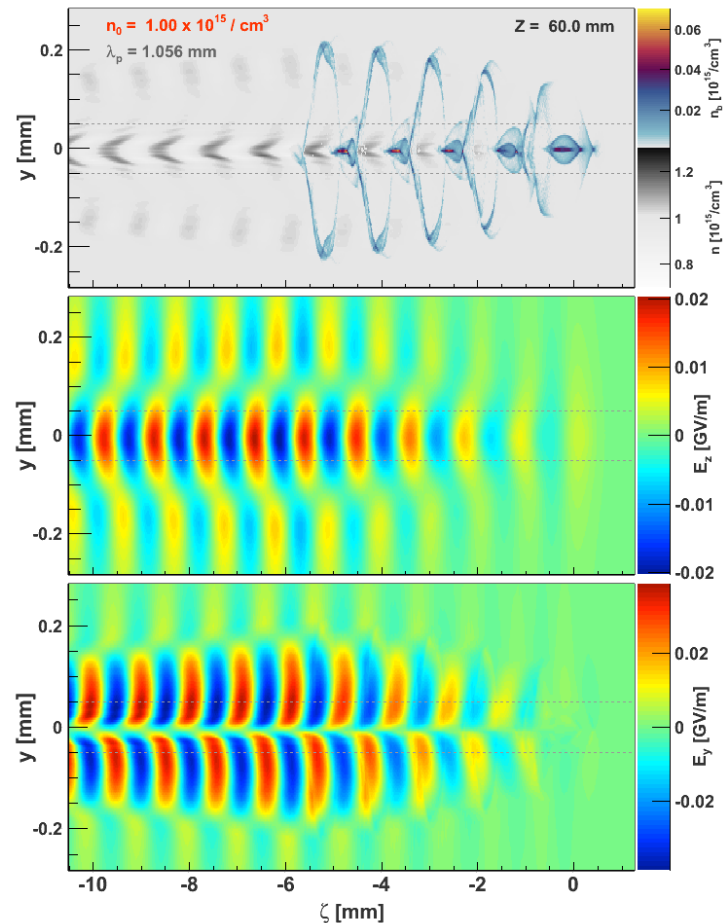 n₀ = 1.00 x 10¹⁵ / cm³
Z = 60.0 mm
λₚ = 1.056 mm
y [mm]
0.2
0
-0.2
0.06
0.04
0.02
n_b [10¹⁵/cm³]
1.2
1
0.8
n [10¹⁵/cm³]
y [mm]
0.2
0
-0.2
0.02
0.01
0
-0.01
-0.02
E_z [GV/m]
y [mm]
0.2
0
-0.2
0.02
0
-0.02
E_y [GV/m]
-10
-8
-6
-4
-2
0
ζ [mm]